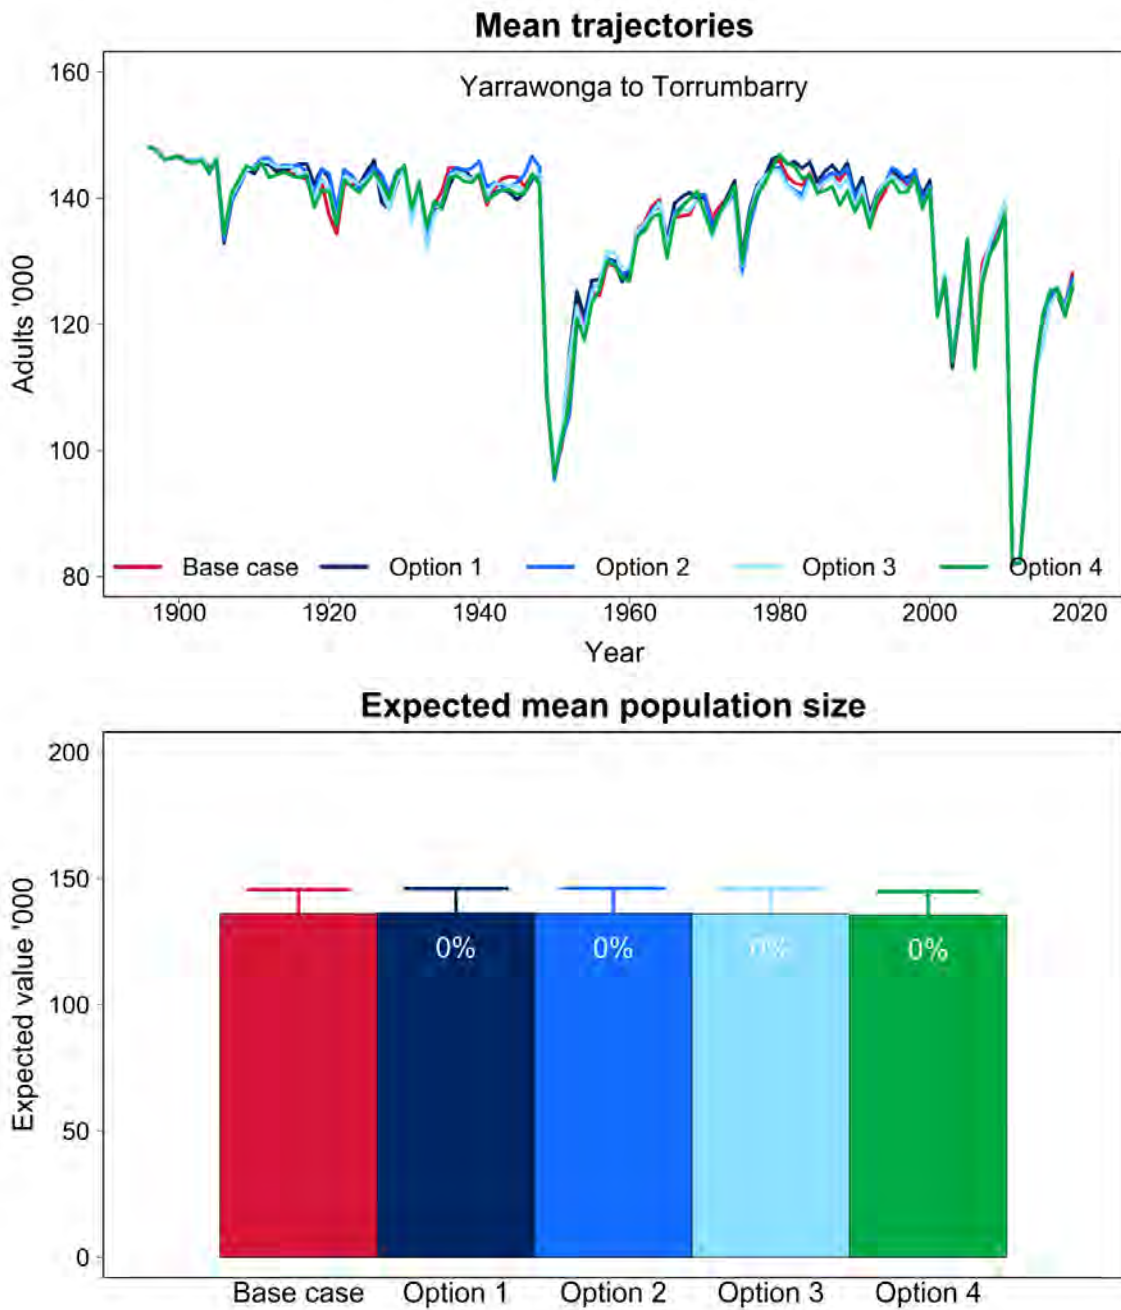 Mean trajectories
Yarrawonga to Torrumbarry
160
140
120
100
80
Adults '000
Base case Option 1 Option 2 Option 3 Option 4
1900 1920 1940 1960 1980 2000 2020
Year
Expected mean population size
200
150
100
50
0
Expected value '000
0% 0% 0% 0%
Base case Option 1 Option 2 Option 3 Option 4